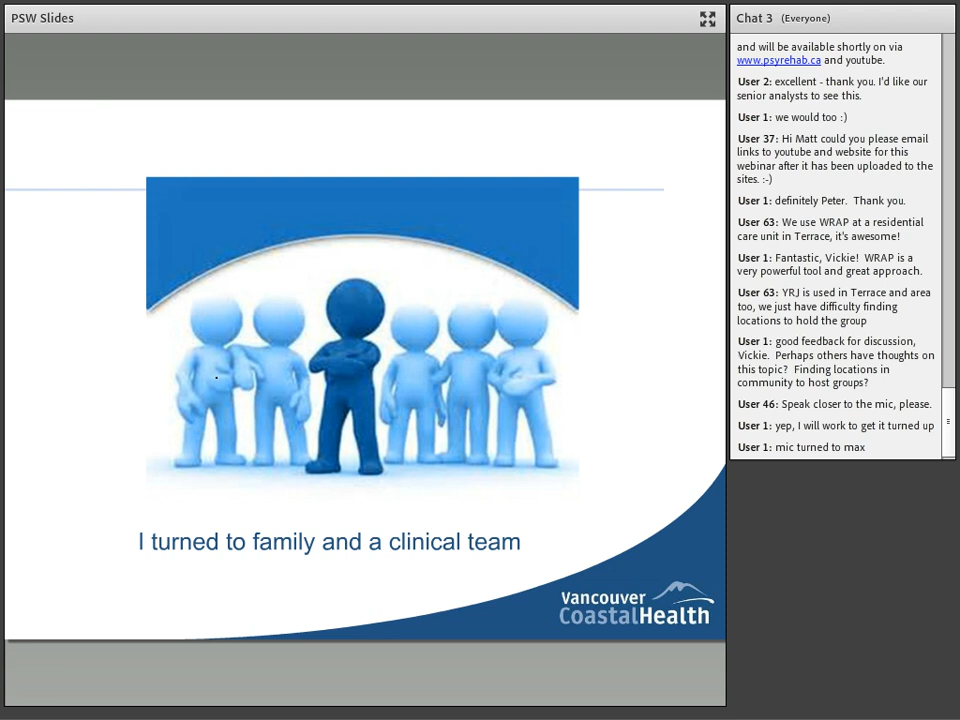 PSW Slides
I turned to family and a clinical team
Vancouver
CoastalHealth
Chat 3 (Everyone)
and will be available shortly on via
www.psyrehab.ca and youtube.
User 2: excellent - thank you. I'd like our
senior analysts to see this.
User 1: we would too :)
User 37: Hi Matt could you please email
links to youtube and website for this
webinar after it has been uploaded to the
sites. :-)
User 1: definitely Peter.  Thank you.
User 63: We use WRAP at a residential
care unit in Terrace, it's awesome!
User 1: Fantastic, Vickie!  WRAP is a
very powerful tool and great approach.
User 63: YRJ is used in Terrace and area
too, we just have difficulty finding
locations to hold the group
User 1: good feedback for discussion,
Vickie.  Perhaps others have thoughts on
this topic?  Finding locations in
community to host groups?
User 46: Speak closer to the mic, please.
User 1: yep, I will work to get it turned up
User 1: mic turned to max